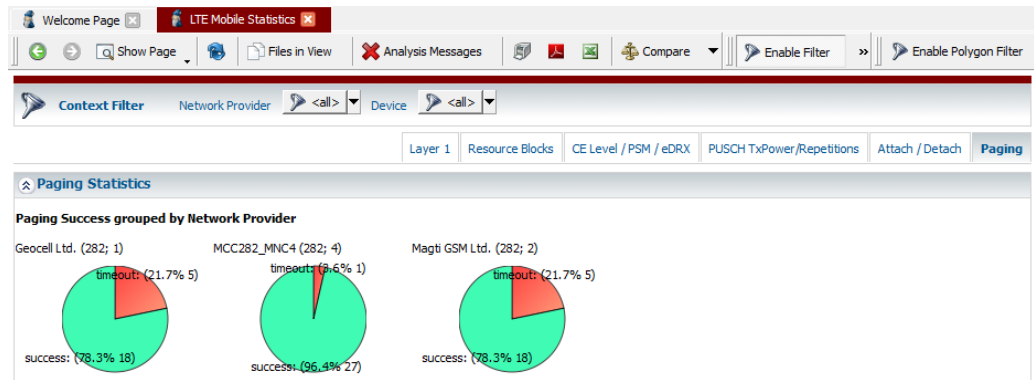 Welcome Page LTE Mobile Statistics
Show Page Files in View Analysis Messages Compare Enable Filter » Enable Polygon Filter
Context Filter Network Provider <all> Device <all>
Layer 1 Resource Blocks CE Level / PSM / eDRX PUSCH TxPower/Repetitions Attach / Detach Paging
Paging Statistics
Paging Success grouped by Network Provider
Geocell Ltd. (282; 1) MCC282_MNC4 (282; 4) Magti GSM Ltd. (282; 2)
timeout: (21.7% 5) timeout: (3.6% 1) timeout: (21.7% 5)
success: (78.3% 18) success: (96.4% 27) success: (78.3% 18)